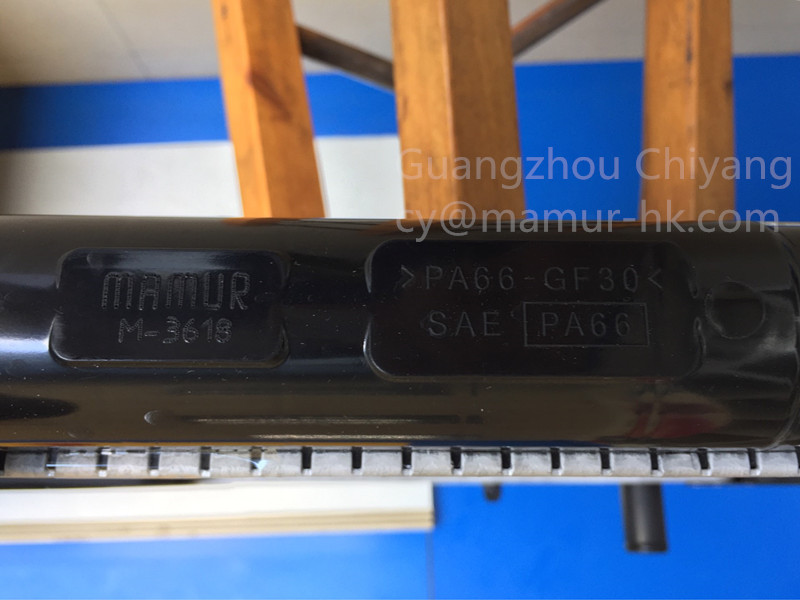 Guangzhou Chiyang
cy@mamur-hk.com
MAMUR
M-3618
>PA66-GF30<
SAE PA66